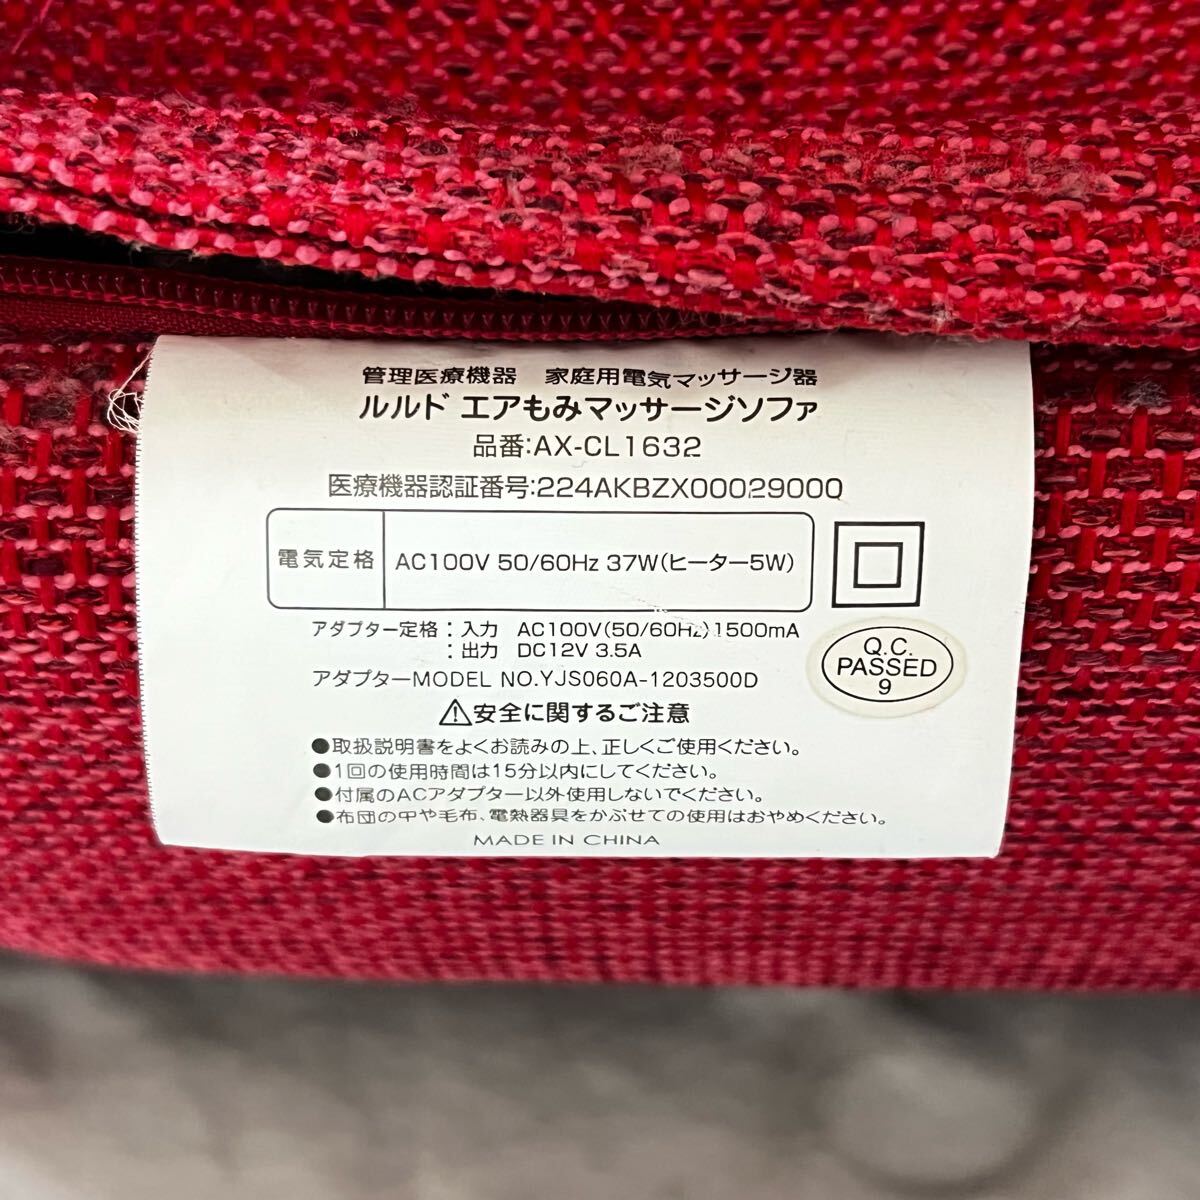 管理医療機器　家庭用電気マッサージ器
ルルド エアもみマッサージソファ
品番:AX-CL1632
医療機器認証番号:224AKBZX00029000
電気定格 AC100V 50/60Hz 37W(ヒーター5W)
アダプター定格：入力 AC100V(50/60Hz)1500mA
：出力 DC12V 3.5A
アダプターMODEL NO.YJS060A-1203500D
Q.C.
PASSED
9
⚠安全に関するご注意
●取扱説明書をよくお読みの上、正しくご使用ください。
●1回の使用時間は15分以内にしてください。
●付属のACアダプター以外使用しないでください。
●布団の中や毛布、電熱器具をかぶせての使用はおやめください。
MADE IN CHINA